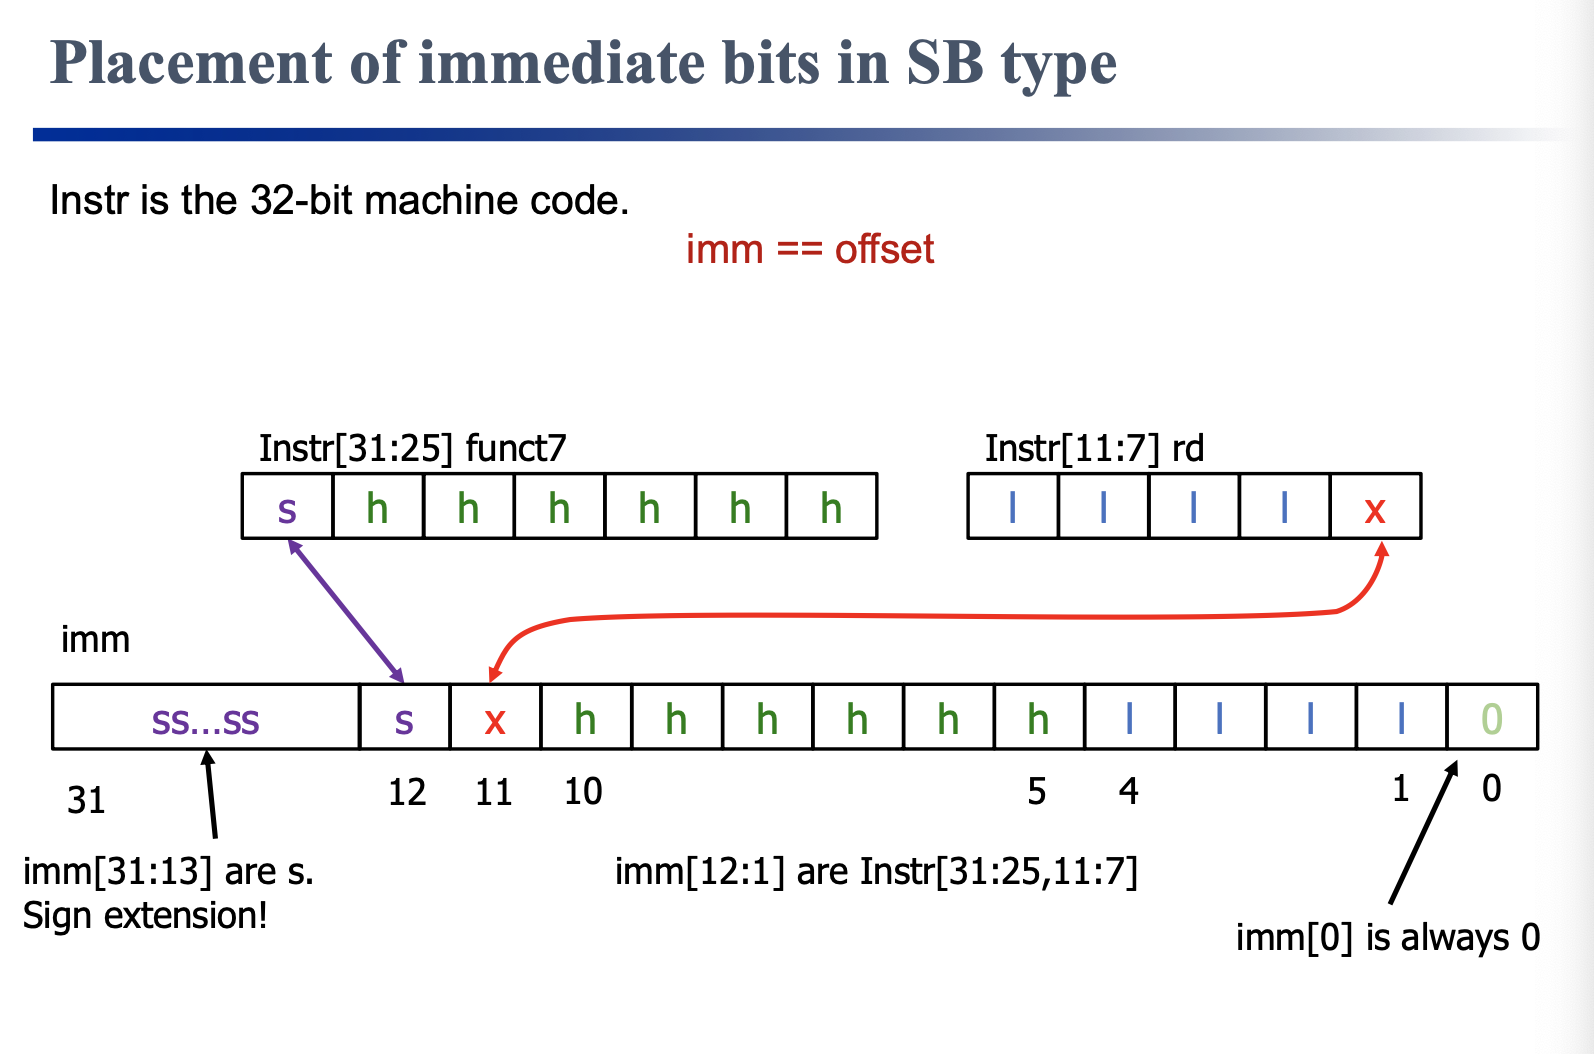 Placement of immediate bits in SB type
Instr is the 32-bit machine code.
imm == offset
Instr[31:25] funct7
Instr[11:7] rd
s h h h h h h
l l l l x
imm
ss...ss s x h h h h h h l l l l 0
31 12 11 10 5 4 1 0
imm[31:13] are s.
Sign extension!
imm[12:1] are Instr[31:25,11:7]
imm[0] is always 0